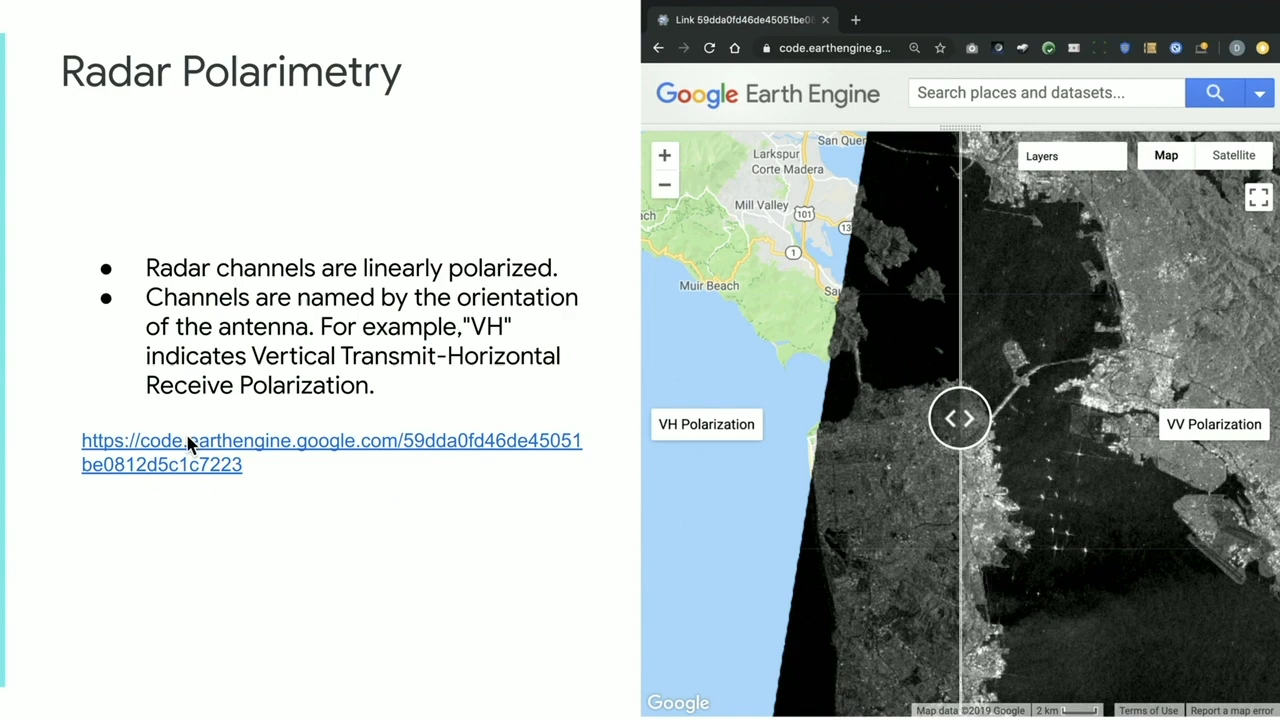 Radar Polarimetry
● Radar channels are linearly polarized.
● Channels are named by the orientation
of the antenna. For example,"VH"
indicates Vertical Transmit-Horizontal
Receive Polarization.
https://code.earthengine.google.com/59dda0fd46de45051
be0812d5c1c7223
Link 59dda0fd46de45051be08
code.earthengine.g...
D
Google Earth Engine
Search places and datasets...
Layers
Map
Satellite
San Quen
Larkspur
Corte Madera
Mill Valley
101
13
1
Muir Beach
Sau
VH Polarization
VV Polarization
Google
Map data ©2019 Google
2 km
Terms of Use
Report a map error